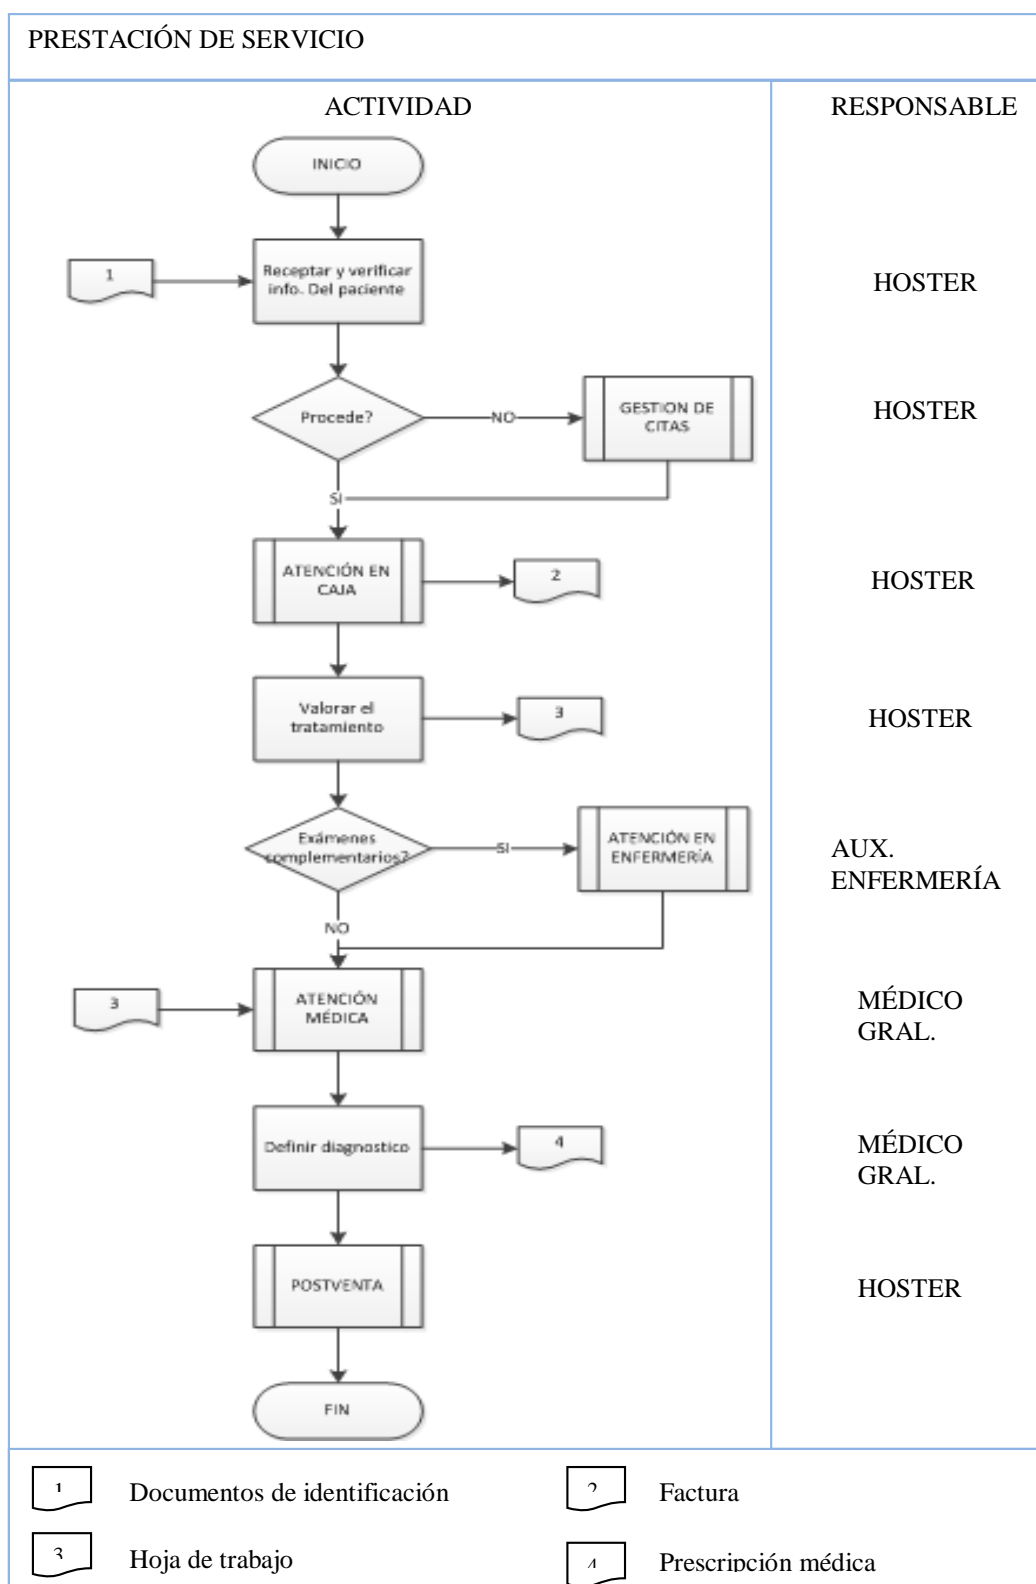 PRESTACIÓN DE SERVICIO
ACTIVIDAD
RESPONSABLE
INICIO
1
Receptar y verificar
info. Del paciente
HOSTER
Procede?
NO
GESTION DE
CITAS
HOSTER
SI
ATENCIÓN EN
CAJA
2
HOSTER
Valorar el
tratamiento
3
HOSTER
Exámenes
complementarios?
SI
ATENCIÓN EN
ENFERMERÍA
AUX.
ENFERMERÍA
NO
3
ATENCIÓN
MÉDICA
MÉDICO
GRAL.
Definir diagnostico
4
MÉDICO
GRAL.
POSTVENTA
HOSTER
FIN
1
Documentos de identificación
2
Factura
3
Hoja de trabajo
4
Prescripción médica